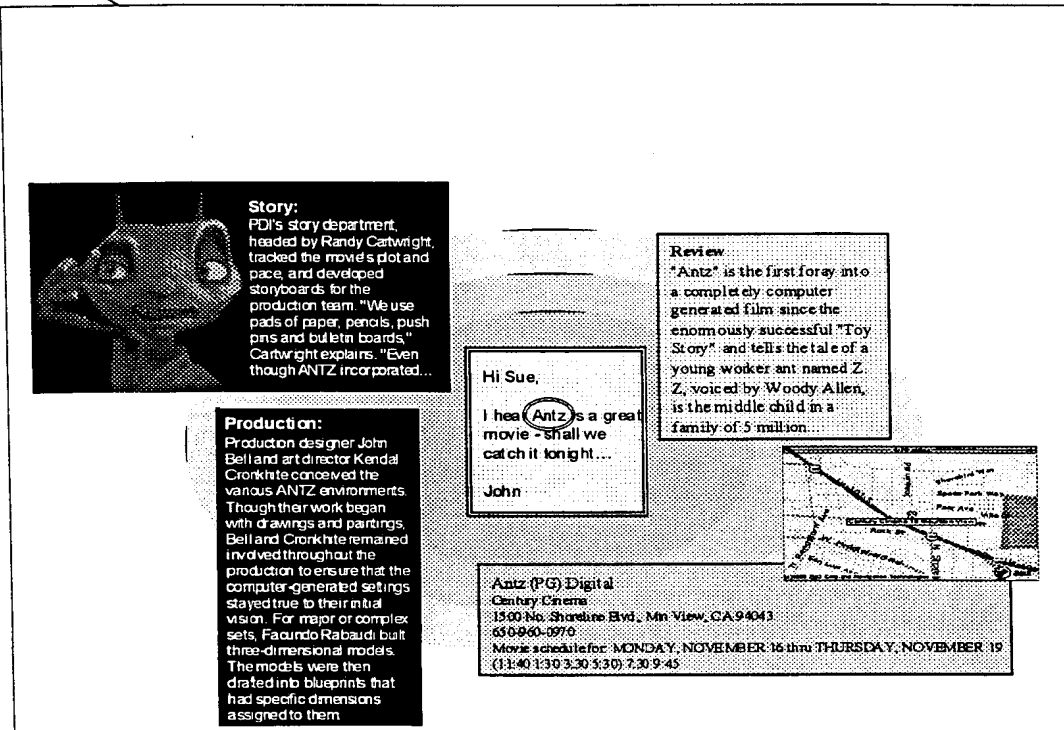 Story:
PDI's story department,
headed by Randy Cartwright,
tracked the movie's plot and
pace, and developed
storyboards for the
production team. "We use
pads of paper, pencils, push
pins and bulletin boards,"
Cartwright explains. "Even
though ANTZ incorporated...
Production:
Production designer John
Bell and art director Kendal
Cronkhite conceived the
various ANTZ environments.
Though their work began
with drawings and paintings,
Bell and Cronkhite remained
involved throughout the
production to ensure that the
computer-generated settings
stayed true to their initial
vision. For major or complex
sets, Facundo Rabaudi built
three-dimensional models.
The models were then
drafed into blueprints that
had specific dimensions
assigned to them
Hi Sue,
I hear Antz is a great
movie - shall we
catch it tonight...
John
Review
"Antz" is the first foray into
a completely computer
generated film since the
enormously successful "Toy
Story" and tells the tale of a
young worker ant named Z.
Z, voiced by Woody Allen,
is the middle child in a
family of 5 million...
Space Park Way
Antz (PG) Digital
Century Cinema
1500 No. Shoreline Blvd., Mtn View, CA 94043
650-960-0970
Movie schedule for: MONDAY, NOVEMBER 16 thru THURSDAY, NOVEMBER 19
(11:40 1:30 3:30 5:30) 7:30 9:45